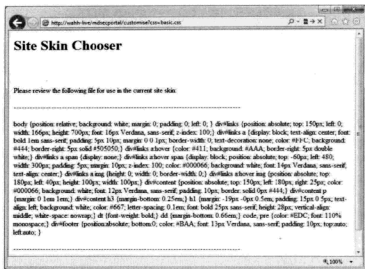 http://wahh-live/mdsecportal/customise?css=basic.css
Site Skin Chooser
Please review the following file for use in the current site skin:
body {position: relative; background: white; margin: 0; padding: 0; left: 0; } div#links {position: absolute; top: 150px; left: 0;
width: 166px; height: 700px; font: 16px Verdana, sans-serif; z-index: 100;} div#links a {display: block; text-align: center; font:
bold 1em sans-serif; padding: 5px 10px; margin: 0 0 1px; border-width: 0; text-decoration: none; color: #EFC; background:
#444; border-right: 5px solid #505050;} div#links a:hover {color: #411; background: #AAA; border-right: 5px double
white;} div#links a span {display: none;} div#links a:hover span {display: block; position: absolute; top: -60px; left: 480;
width: 300px; padding: 5px; margin: 10px; z-index: 100; color: #000066; background: white; font: 14px Verdana, sans-serif;
text-align: center;} div#links a img {height: 0; width: 0; border-width: 0;} div#links a:hover img {position: absolute; top:
180px; left: 40px; height: 100px; width: 100px;} div#content {position: absolute; top: 150px; left: 180px; right: 25px; color:
#000066; background: white; font: 12px Verdana, sans-serif; padding: 10px; border: solid 0px #444;} div#content p
{margin: 0 1em 1em;} div#content h3 {margin-bottom: 0.25em;} h1 {margin: -19px -0px 0.5em; padding: 15px 0 5px; text-
align: left; background: white; color: #667; letter-spacing: 0.1em; font: bold 25px sans-serif; height: 28px; vertical-align:
middle; white-space: nowrap;} dt {font-weight: bold;} dd {margin-bottom: 0.66em;} code, pre {color: #EDC; font: 110%
monospace;} div#footer {position:absolute; bottom:0; color: #BAA; font: 13px Verdana, sans-serif; padding: 10px; top:auto;
left:auto; }
100%